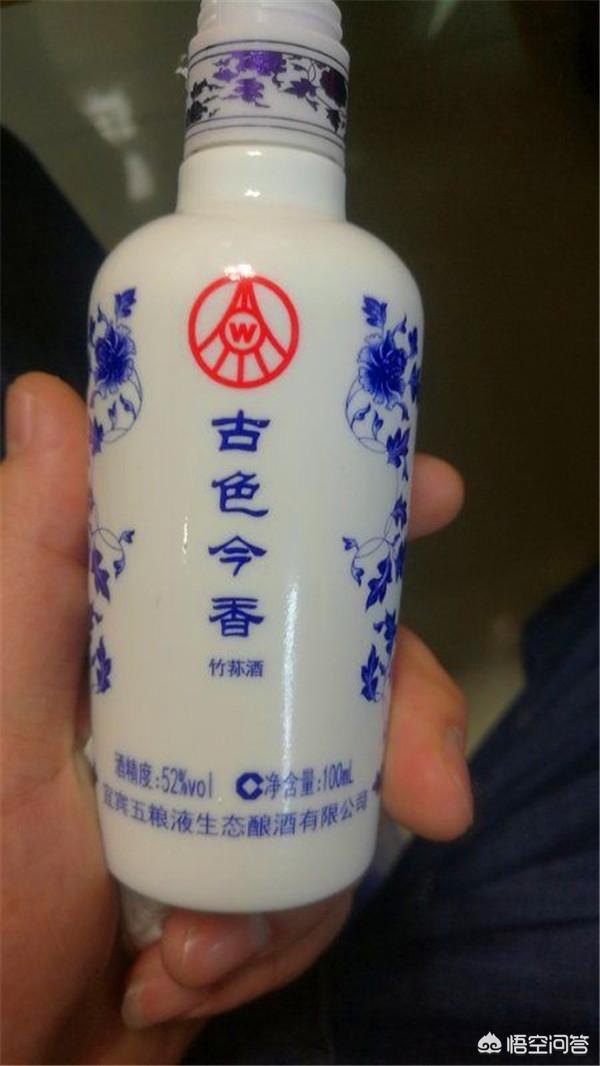 W
古色今香
竹荪酒
酒精度:52%vol C净含量:100mL
宜宾五粮液生态酿酒有限公司
悟空问答